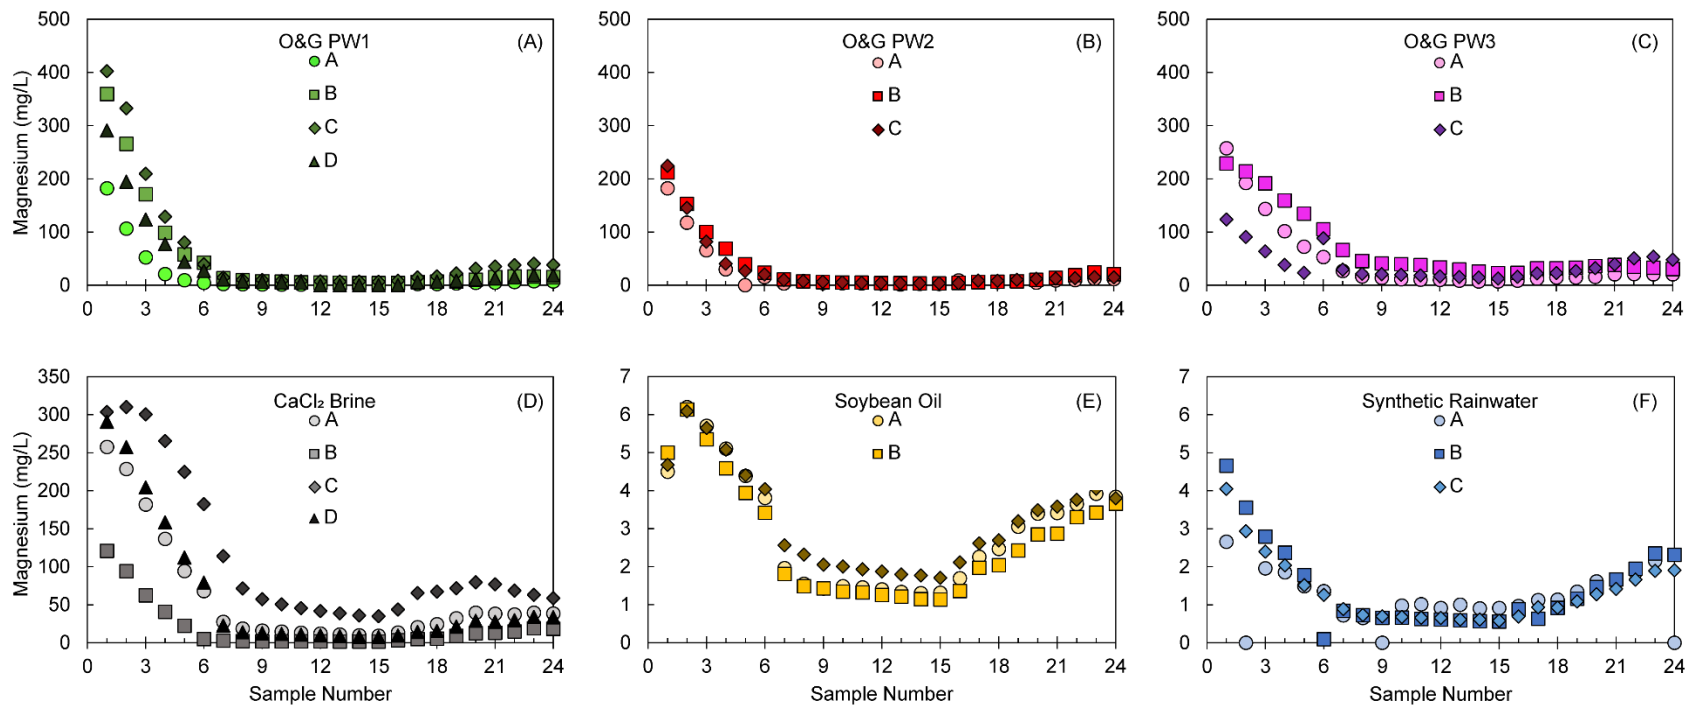 O&G PW1 (A)
A
B
C
D
Magnesium (mg/L)
500
400
300
200
100
0
0 3 6 9 12 15 18 21 24
O&G PW2 (B)
A
B
C
500
400
300
200
100
0
0 3 6 9 12 15 18 21 24
O&G PW3 (C)
A
B
C
500
400
300
200
100
0
0 3 6 9 12 15 18 21 24
CaCl₂ Brine (D)
A
B
C
D
Magnesium (mg/L)
350
300
250
200
150
100
50
0
0 3 6 9 12 15 18 21 24
Sample Number
Soybean Oil (E)
A
B
7
6
5
4
3
2
1
0
0 3 6 9 12 15 18 21 24
Sample Number
Synthetic Rainwater (F)
A
B
C
7
6
5
4
3
2
1
0
0 3 6 9 12 15 18 21 24
Sample Number